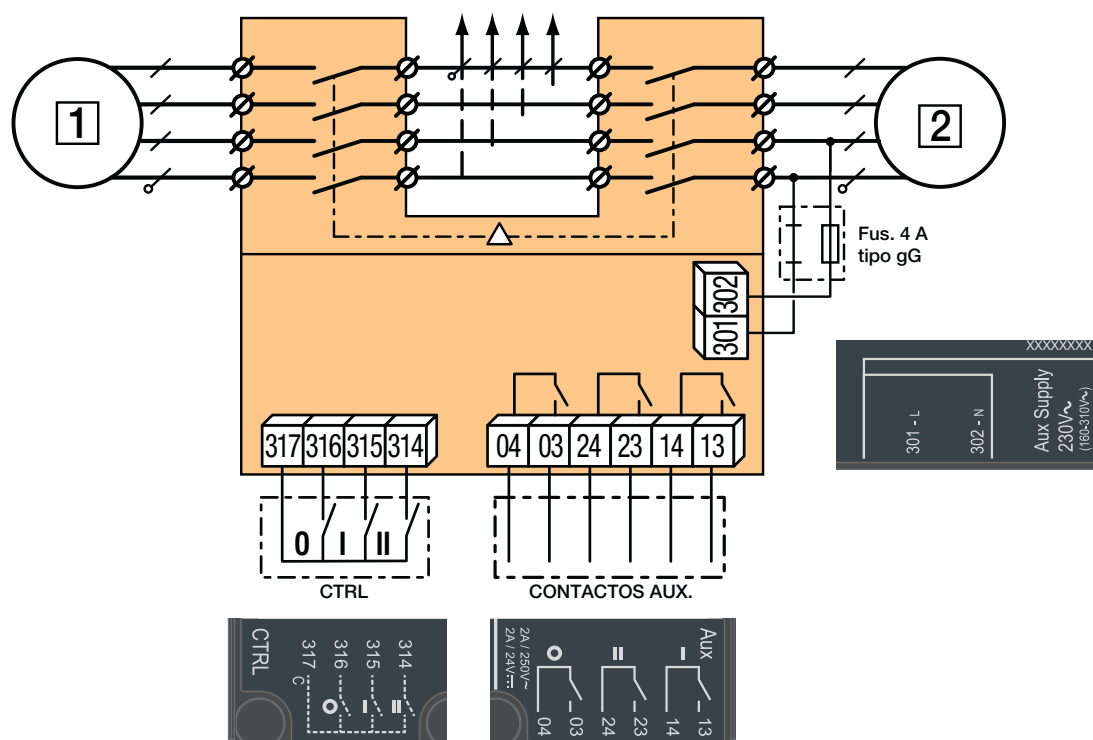 1
2
Fus. 4 A
tipo gG
302
301
317 316 315 314
04 03 24 23 14 13
0 I II
CTRL
CONTACTOS AUX.
XXXXXXXX
301 - L
302 - N
Aux Supply
230V~
(160-310V~)
CTRL
317 316 315 314
C
O I II
2A / 250V~
2A / 24V⎓
Aux
O II I
04 03 24 23 14 13